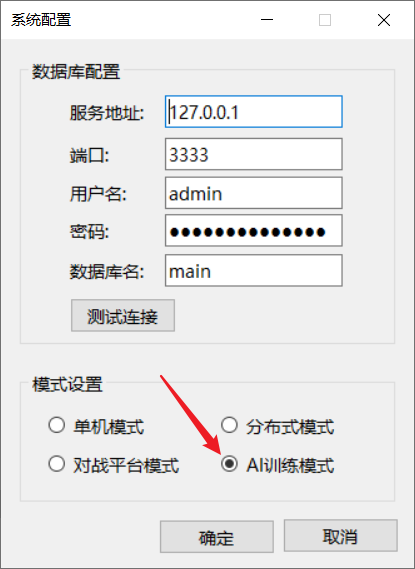 系统配置
数据库配置
服务地址: 127.0.0.1
端口: 3333
用户名: admin
密码: ●●●●●●●●●●●●●●
数据库名: main
测试连接
模式设置
单机模式 分布式模式
对战平台模式 AI训练模式
确定 取消